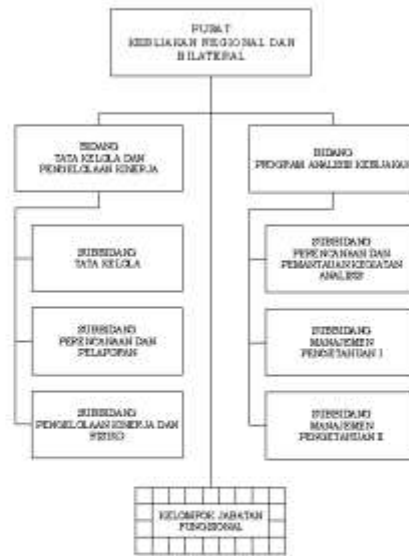 PUSAT
KEBIJAKAN REGIONAL DAN
BILATERAL
BIDANG
TATA KELOLA DAN
PENGELOLAAN KINERJA
BIDANG
PROGRAM ANALISIS KEBIJAKAN
SUBBIDANG
TATA KELOLA
SUBBIDANG
PERENCANAAN DAN
PEMANTAUAN KEGIATAN
ANALISIS
SUBBIDANG
PERENCANAAN DAN
PELAPORAN
SUBBIDANG
MANAJEMEN
PENGETAHUAN I
SUBBIDANG
PENGELOLAAN KINERJA DAN
RISIKO
SUBBIDANG
MANAJEMEN
PENGETAHUAN II
KELOMPOK JABATAN
FUNGSIONAL